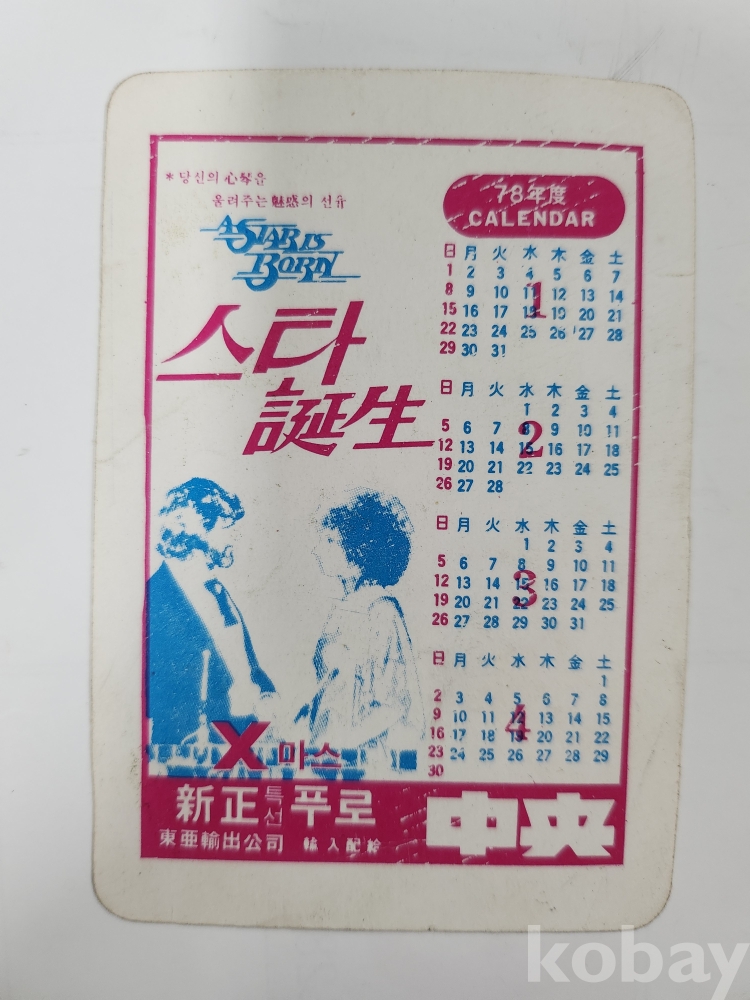 * 당신의 心琴을
울려주는 魅惑의 선율
A STAR IS
BORN
스타
誕生
X마스
新正 특선 푸로
東亜輸出公司 輸入配給
中央
78年度
CALENDAR
日 月 火 水 木 金 土
1 2 3 4 5 6 7
8 9 10 11 12 13 14
15 16 17 18 19 20 21
22 23 24 25 26 27 28
29 30 31
1
日 月 火 水 木 金 土
1 2 3 4
5 6 7 8 9 10 11
12 13 14 15 16 17 18
19 20 21 22 23 24 25
26 27 28
2
日 月 火 水 木 金 土
1 2 3 4
5 6 7 8 9 10 11
12 13 14 15 16 17 18
19 20 21 22 23 24 25
26 27 28 29 30 31
3
日 月 火 水 木 金 土
1
2 3 4 5 6 7 8
9 10 11 12 13 14 15
16 17 18 19 20 21 22
23 24 25 26 27 28 29
30
4
kobay